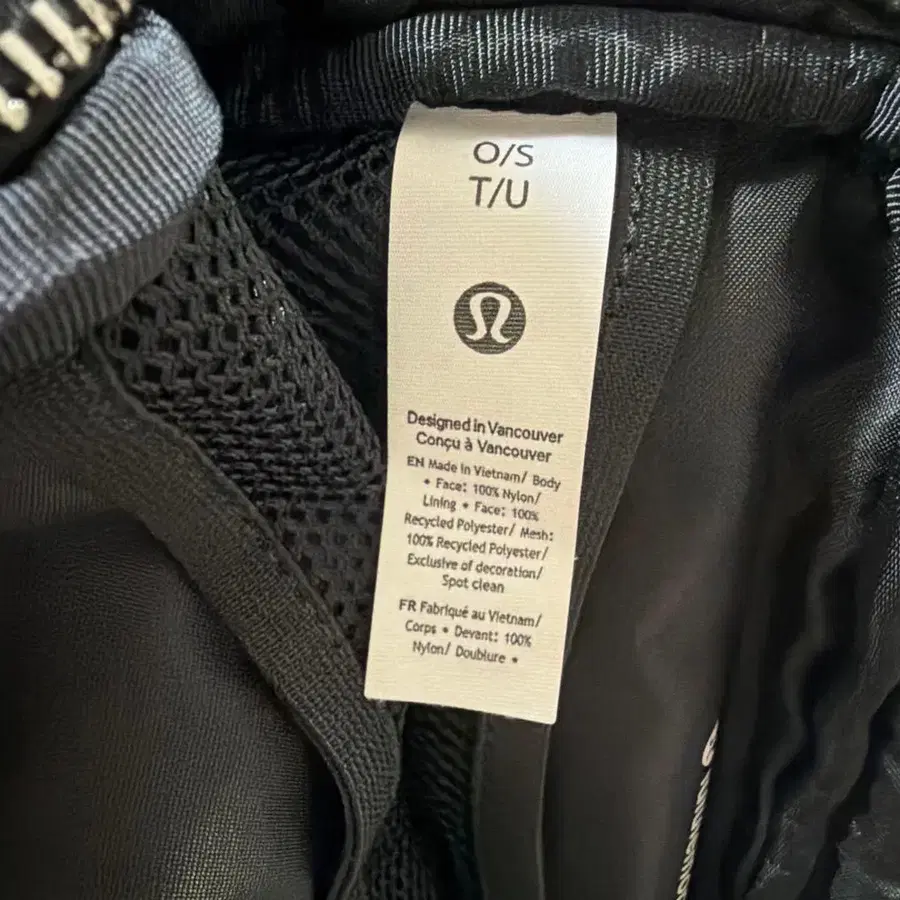 O/S
T/U
Designed in Vancouver
Conçu à Vancouver
EN Made in Vietnam/ Body
• Face: 100% Nylon/
Lining • Face: 100%
Recycled Polyester/ Mesh:
100% Recycled Polyester/
Exclusive of decoration/
Spot clean
FR Fabriqué au Vietnam/
Corps • Devant: 100%
Nylon/ Doublure •